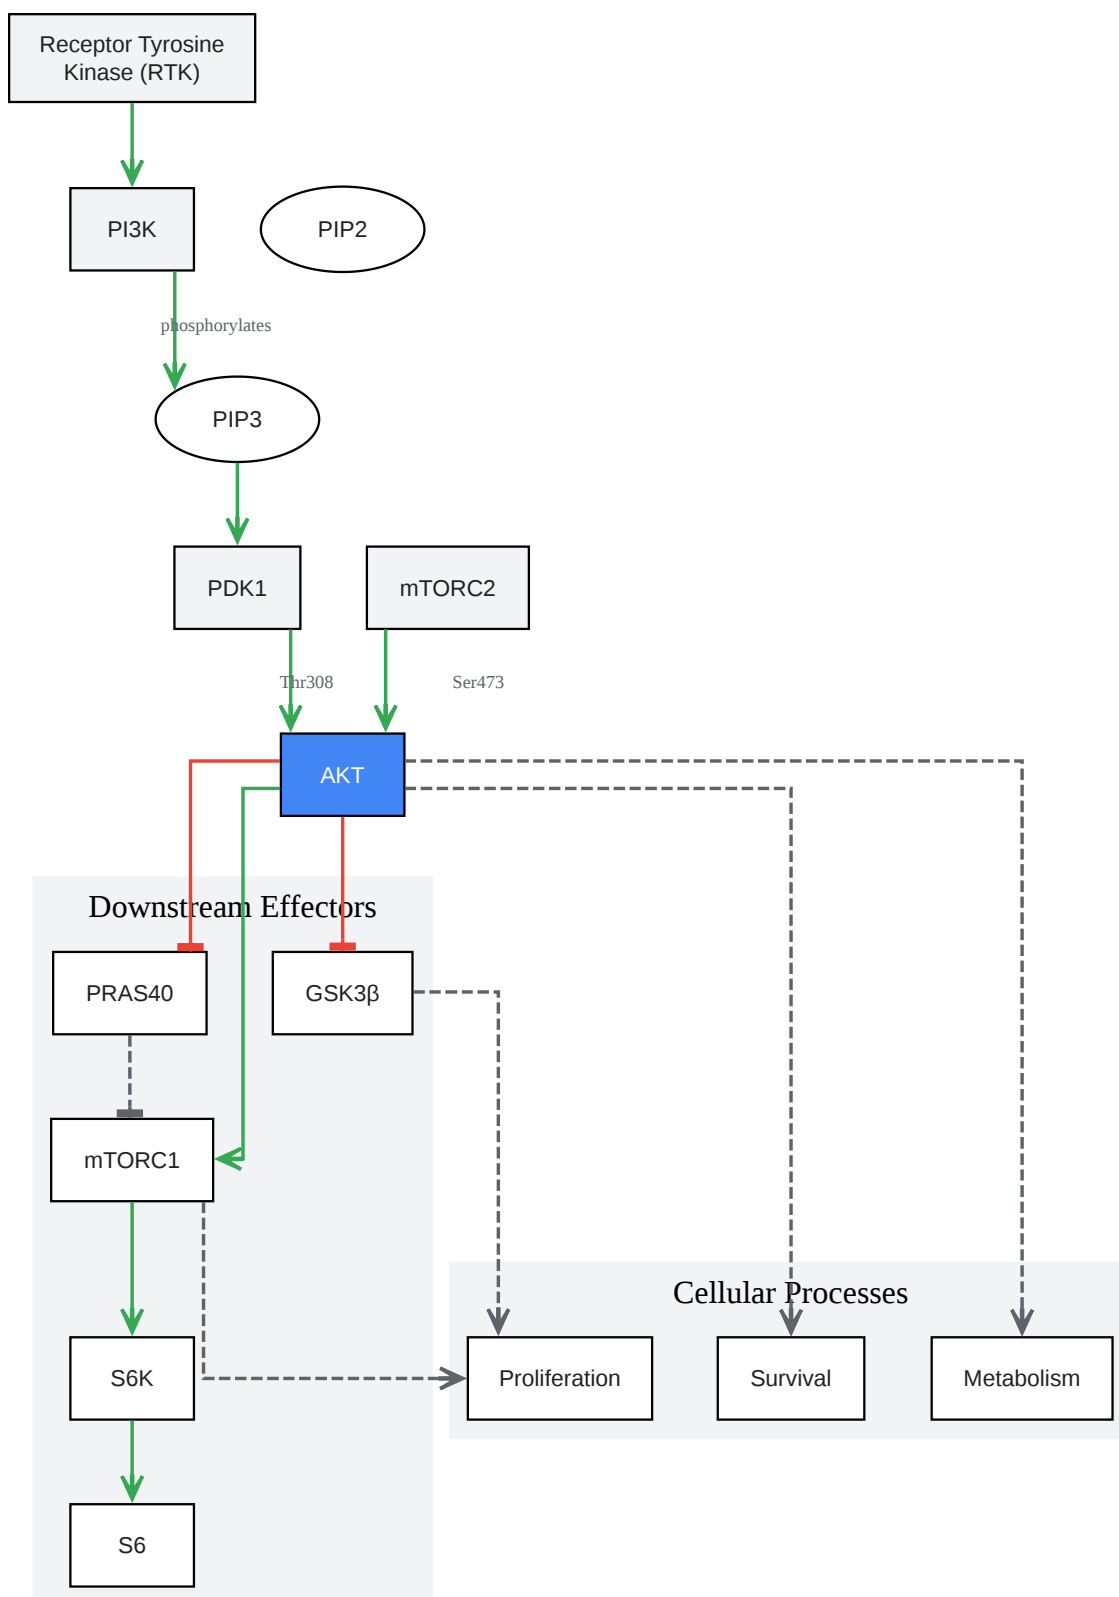 Receptor Tyrosine
Kinase (RTK)
PI3K
PIP2
phosphorylates
PIP3
PDK1
mTORC2
Thr308
Ser473
AKT
Downstream Effectors
PRAS40
GSK3β
mTORC1
Cellular Processes
S6K
Proliferation
Survival
Metabolism
S6